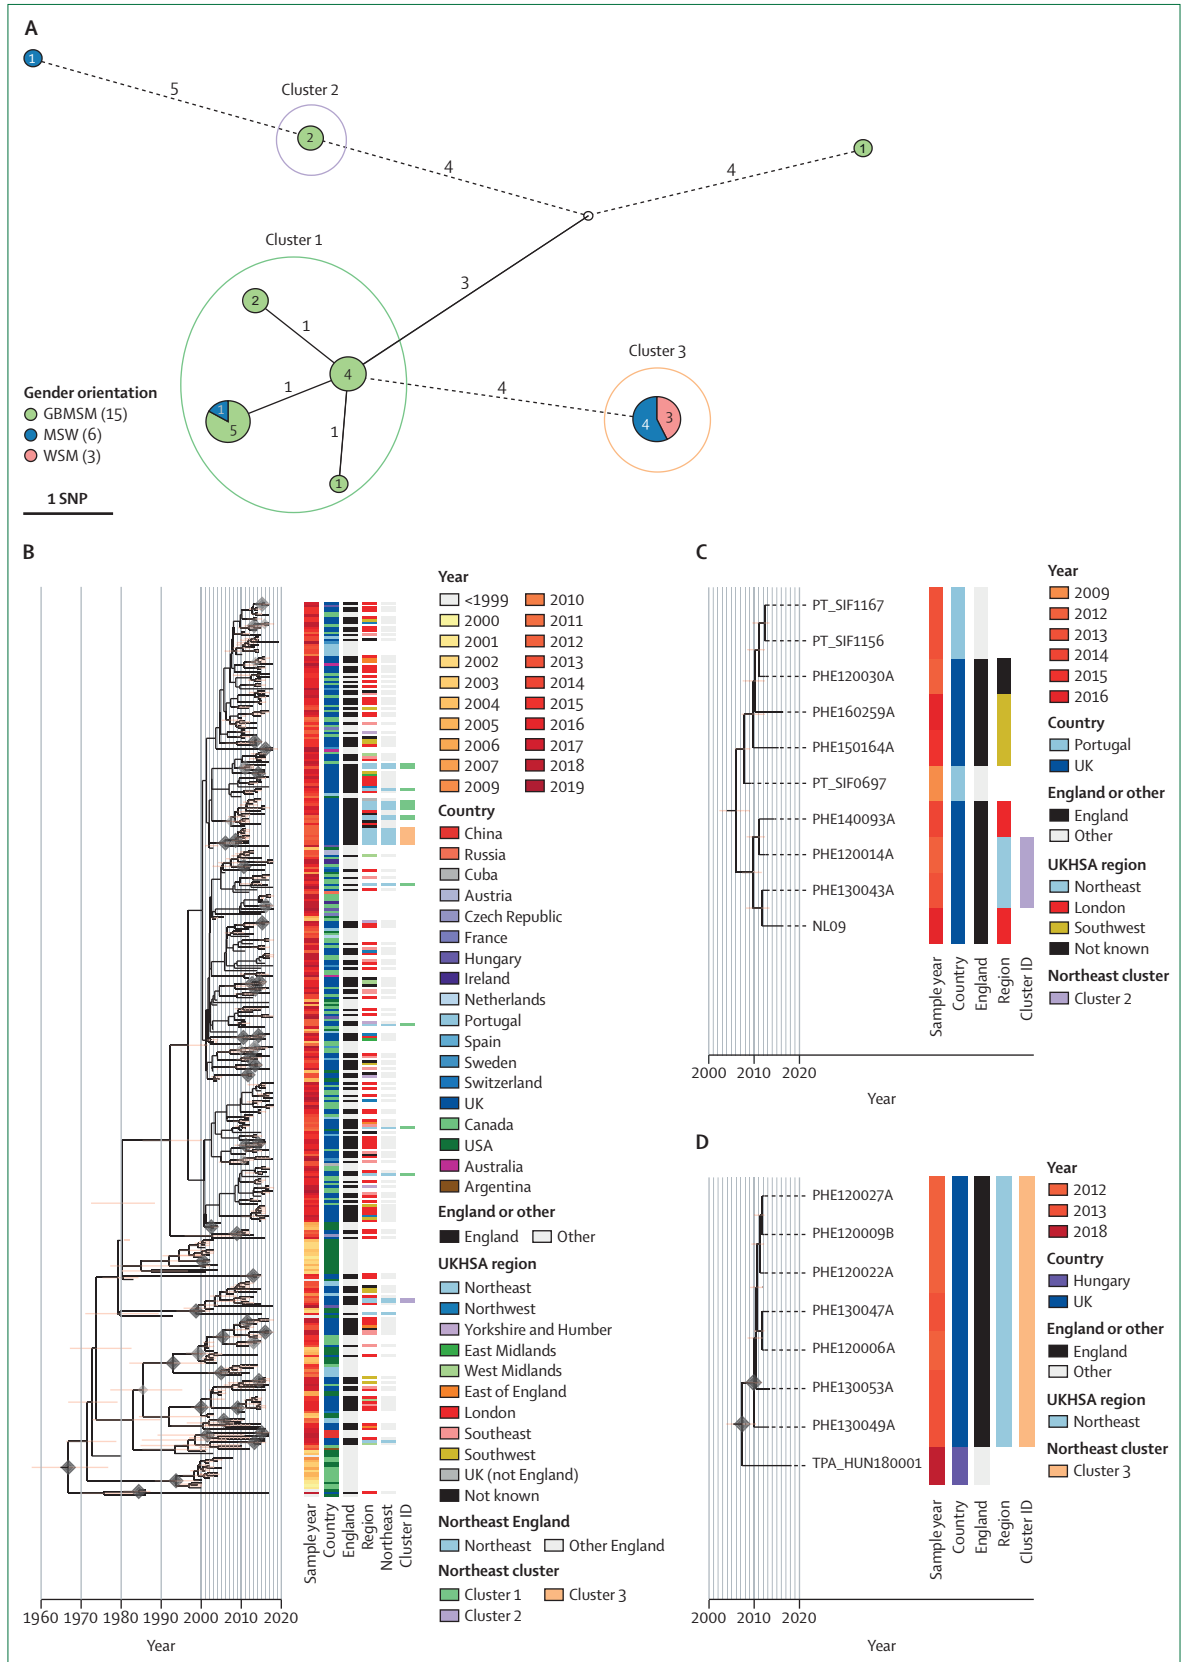 A
1
5
Cluster 2
2
4
4
1
Cluster 1
3
2
1
4
1
1
5
1
1
4
Cluster 3
4
3
Gender orientation
GBMSM (15)
MSW (6)
WSM (3)
1 SNP
B
Year
<1999
2000
2001
2002
2003
2004
2005
2006
2007
2009
2010
2011
2012
2013
2014
2015
2016
2017
2018
2019
Country
China
Russia
Cuba
Austria
Czech Republic
France
Hungary
Ireland
Netherlands
Portugal
Spain
Sweden
Switzerland
UK
Canada
USA
Australia
Argentina
England or other
England
Other
UKHSA region
Northeast
Northwest
Yorkshire and Humber
East Midlands
West Midlands
East of England
London
Southeast
Southwest
UK (not England)
Not known
Northeast England
Northeast
Other England
Northeast cluster
Cluster 1
Cluster 3
Cluster 2
Sample year
Country
England
Region
Northeast
Cluster ID
1960 1970 1980 1990 2000 2010 2020
Year
C
PT_SIF1167
PT_SIF1156
PHE120030A
PHE160259A
PHE150164A
PT_SIF0697
PHE140093A
PHE120014A
PHE130043A
NL09
Sample year
Country
England
Region
Cluster ID
2000 2010 2020
Year
Year
2009
2012
2013
2014
2015
2016
Country
Portugal
UK
England or other
England
Other
UKHSA region
Northeast
London
Southwest
Not known
Northeast cluster
Cluster 2
D
PHE120027A
PHE120009B
PHE120022A
PHE130047A
PHE120006A
PHE130053A
PHE130049A
TPA_HUN180001
Sample year
Country
England
Region
Cluster ID
2000 2010 2020
Year
Year
2012
2013
2018
Country
Hungary
UK
England or other
England
Other
UKHSA region
Northeast
Northeast cluster
Cluster 3